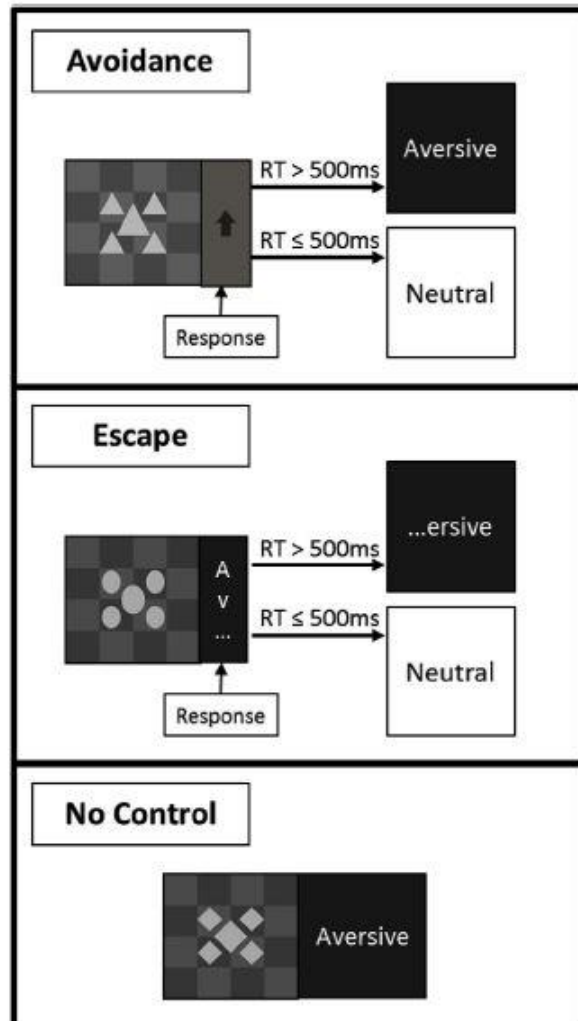 Avoidance
RT > 500ms
Aversive
RT ≤ 500ms
Neutral
Response
Escape
RT > 500ms
...ersive
A
v
...
RT ≤ 500ms
Neutral
Response
No Control
Aversive